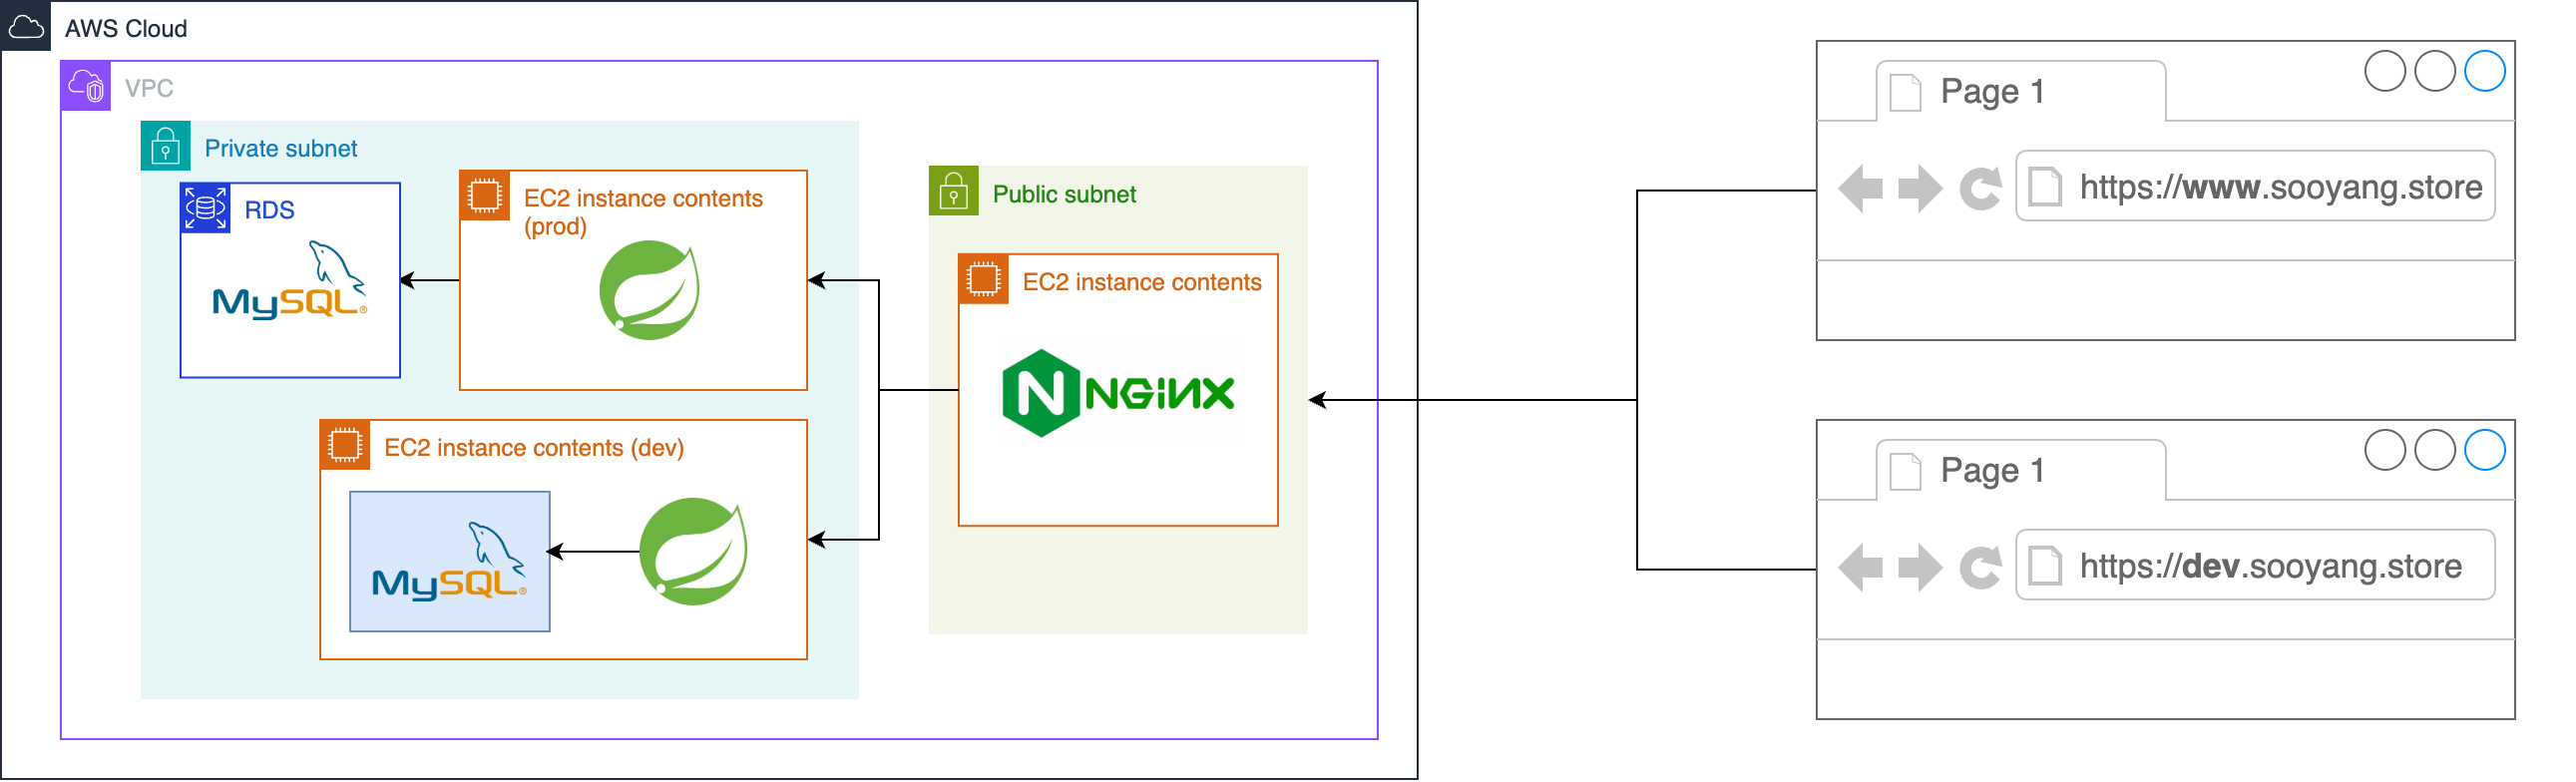 AWS Cloud
VPC
Private subnet
RDS
MySQL®
EC2 instance contents
(prod)
EC2 instance contents (dev)
MySQL®
Public subnet
EC2 instance contents
N NGINX
Page 1
https://www.sooyang.store
Page 1
https://dev.sooyang.store